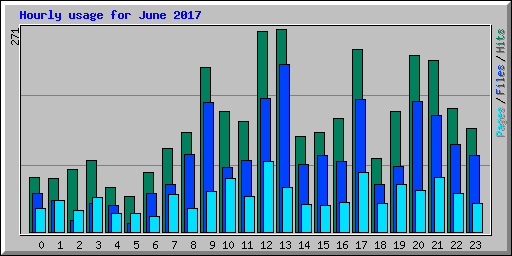 Hourly usage for June 2017
271
Pages / Files / Hits
0 1 2 3 4 5 6 7 8 9 10 11 12 13 14 15 16 17 18 19 20 21 22 23